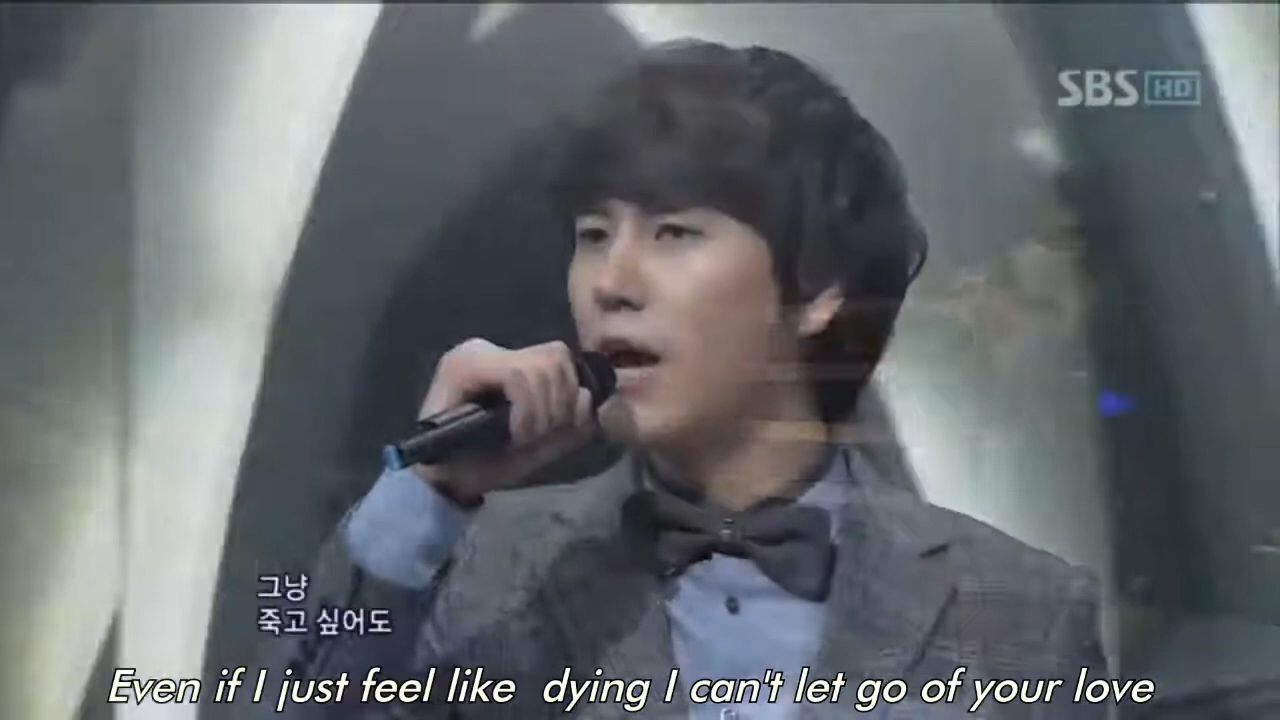 SBS HD
그냥
죽고 싶어도
Even if I just feel like dying I can't let go of your love